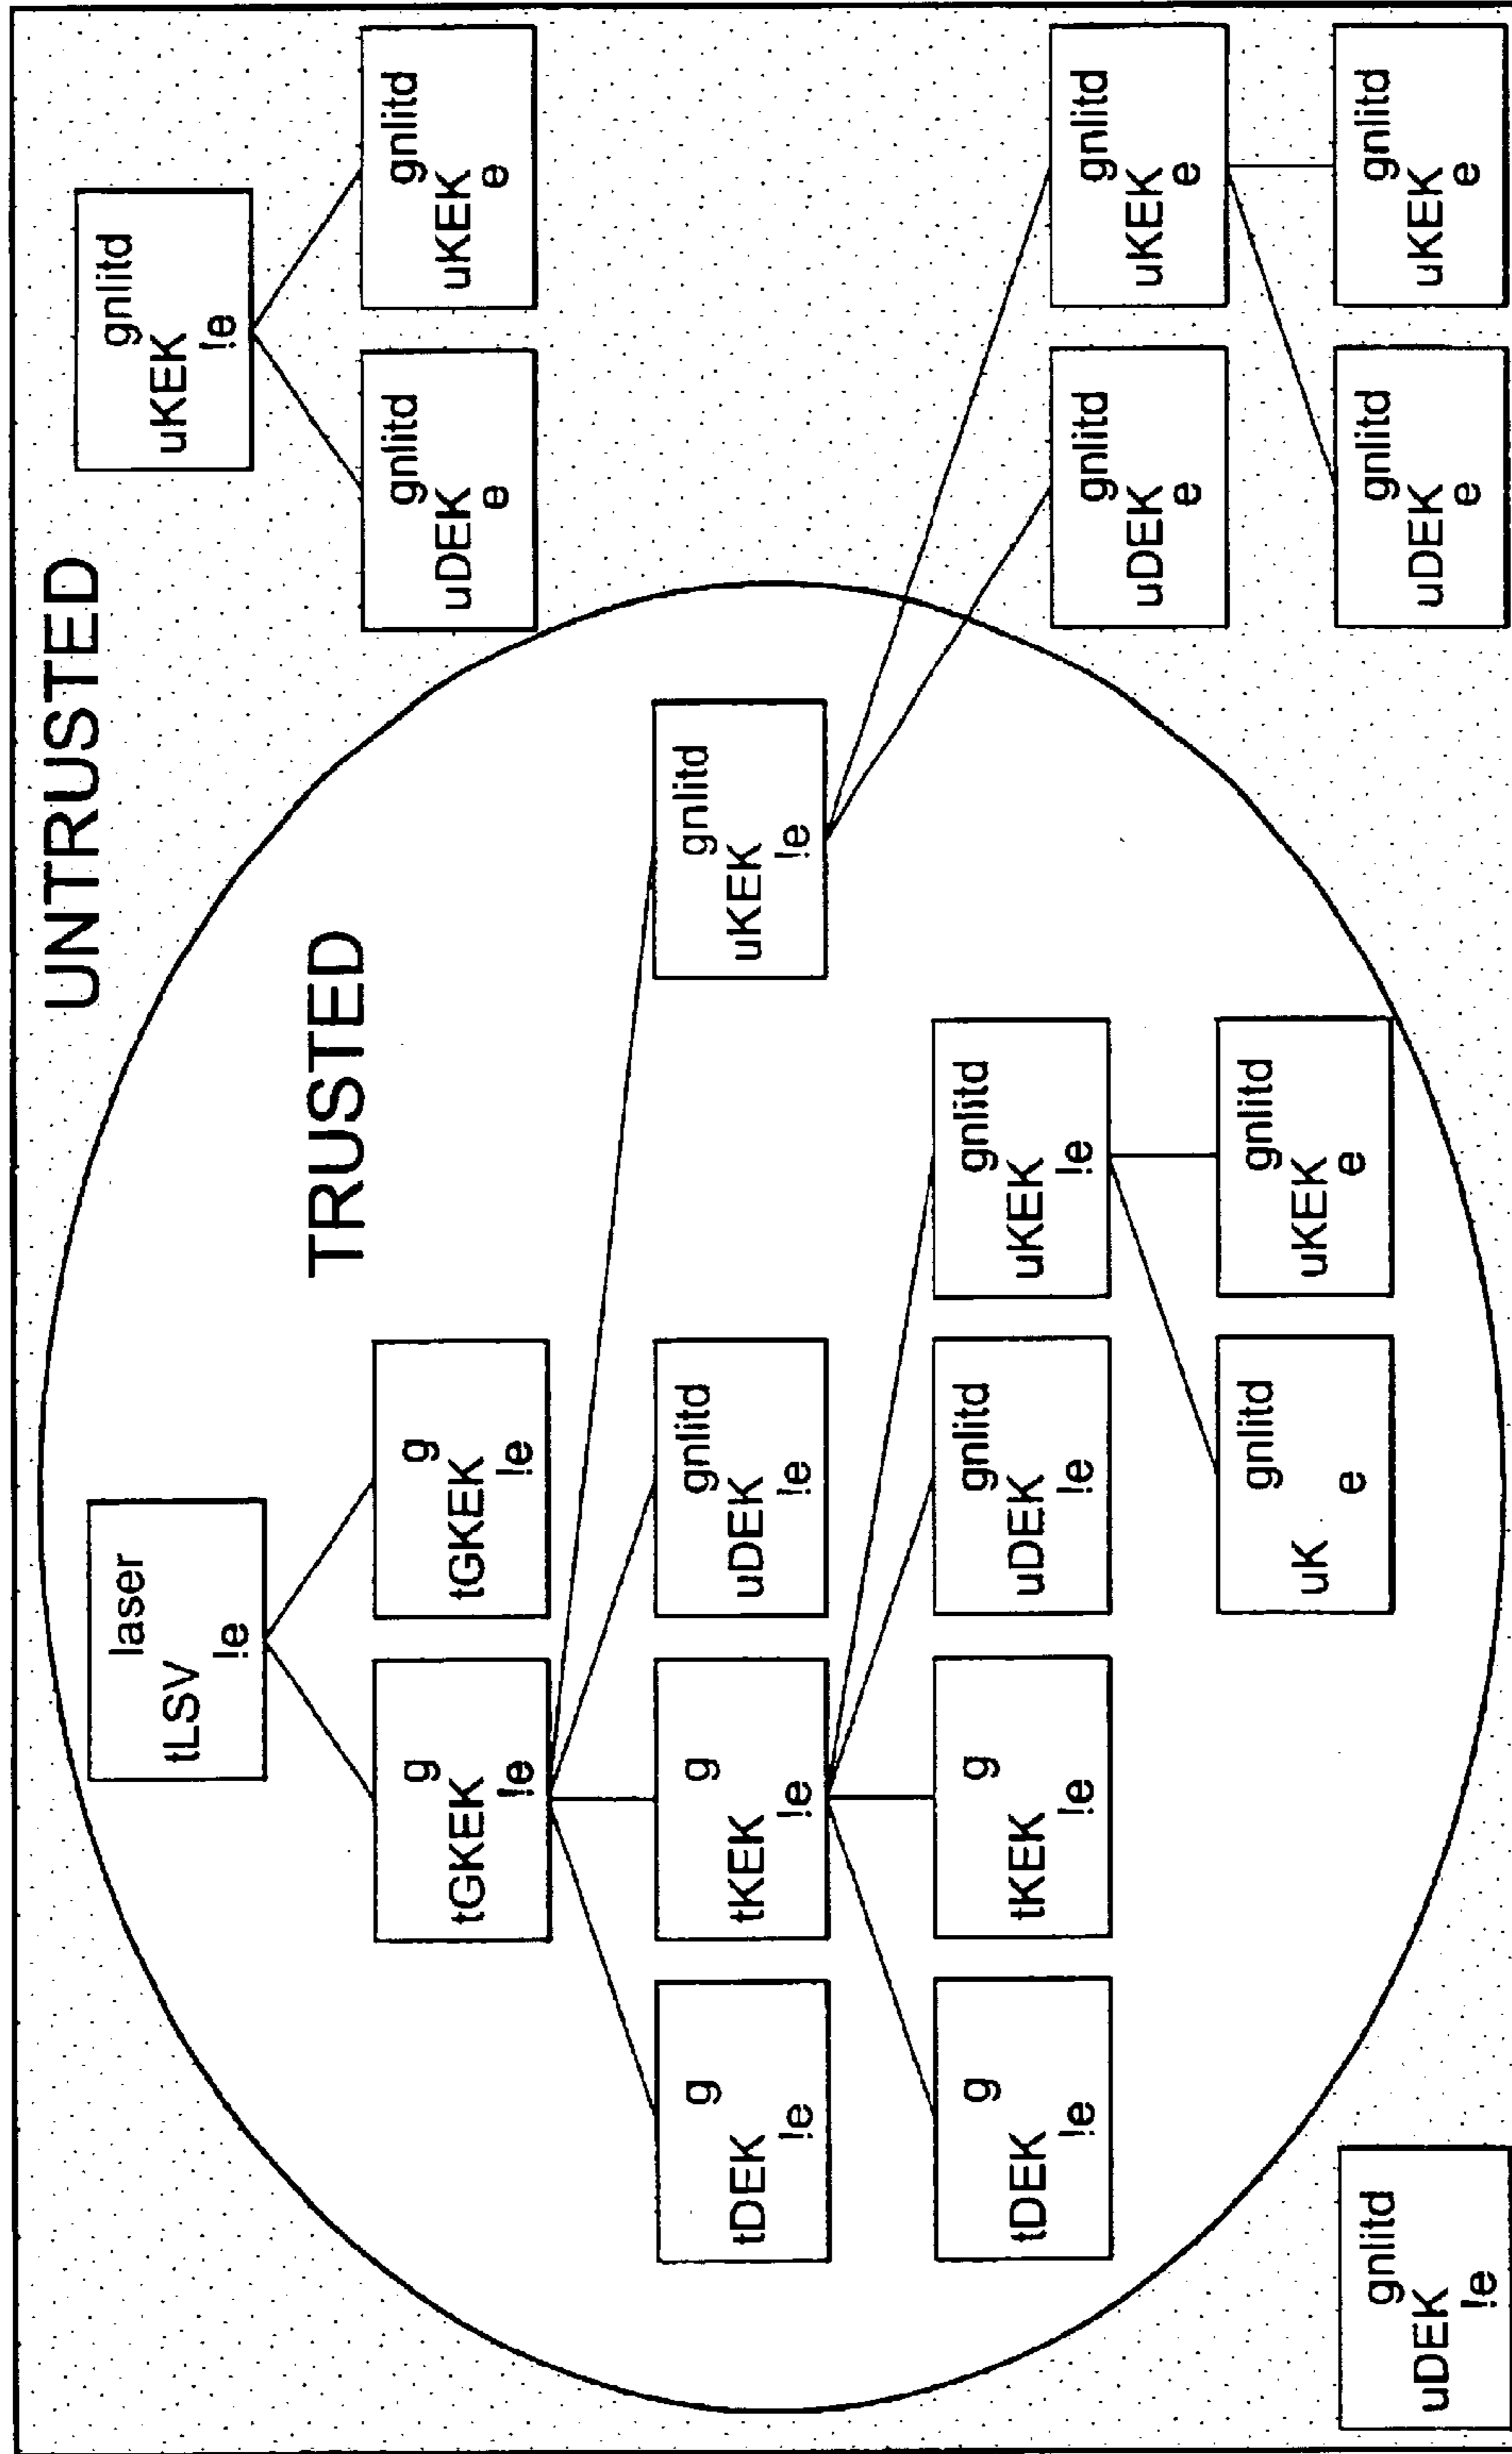 UNTRUSTED
laser
tLSV
!e
gnlitd
uKEK
!e
TRUSTED
g
tGKEK
!e
g
tGKEK
!e
gnlitd
uDEK
e
gnlitd
uKEK
e
g
tDEK
!e
g
tKEK
!e
gnlitd
uDEK
!e
gnlitd
uKEK
!e
g
tDEK
!e
g
tKEK
!e
gnlitd
uDEK
!e
gnlitd
uKEK
!e
gnlitd
uDEK
e
gnlitd
uKEK
e
gnlitd
uK
e
gnlitd
uKEK
e
gnlitd
uDEK
!e
gnlitd
uDEK
e
gnlitd
uKEK
e